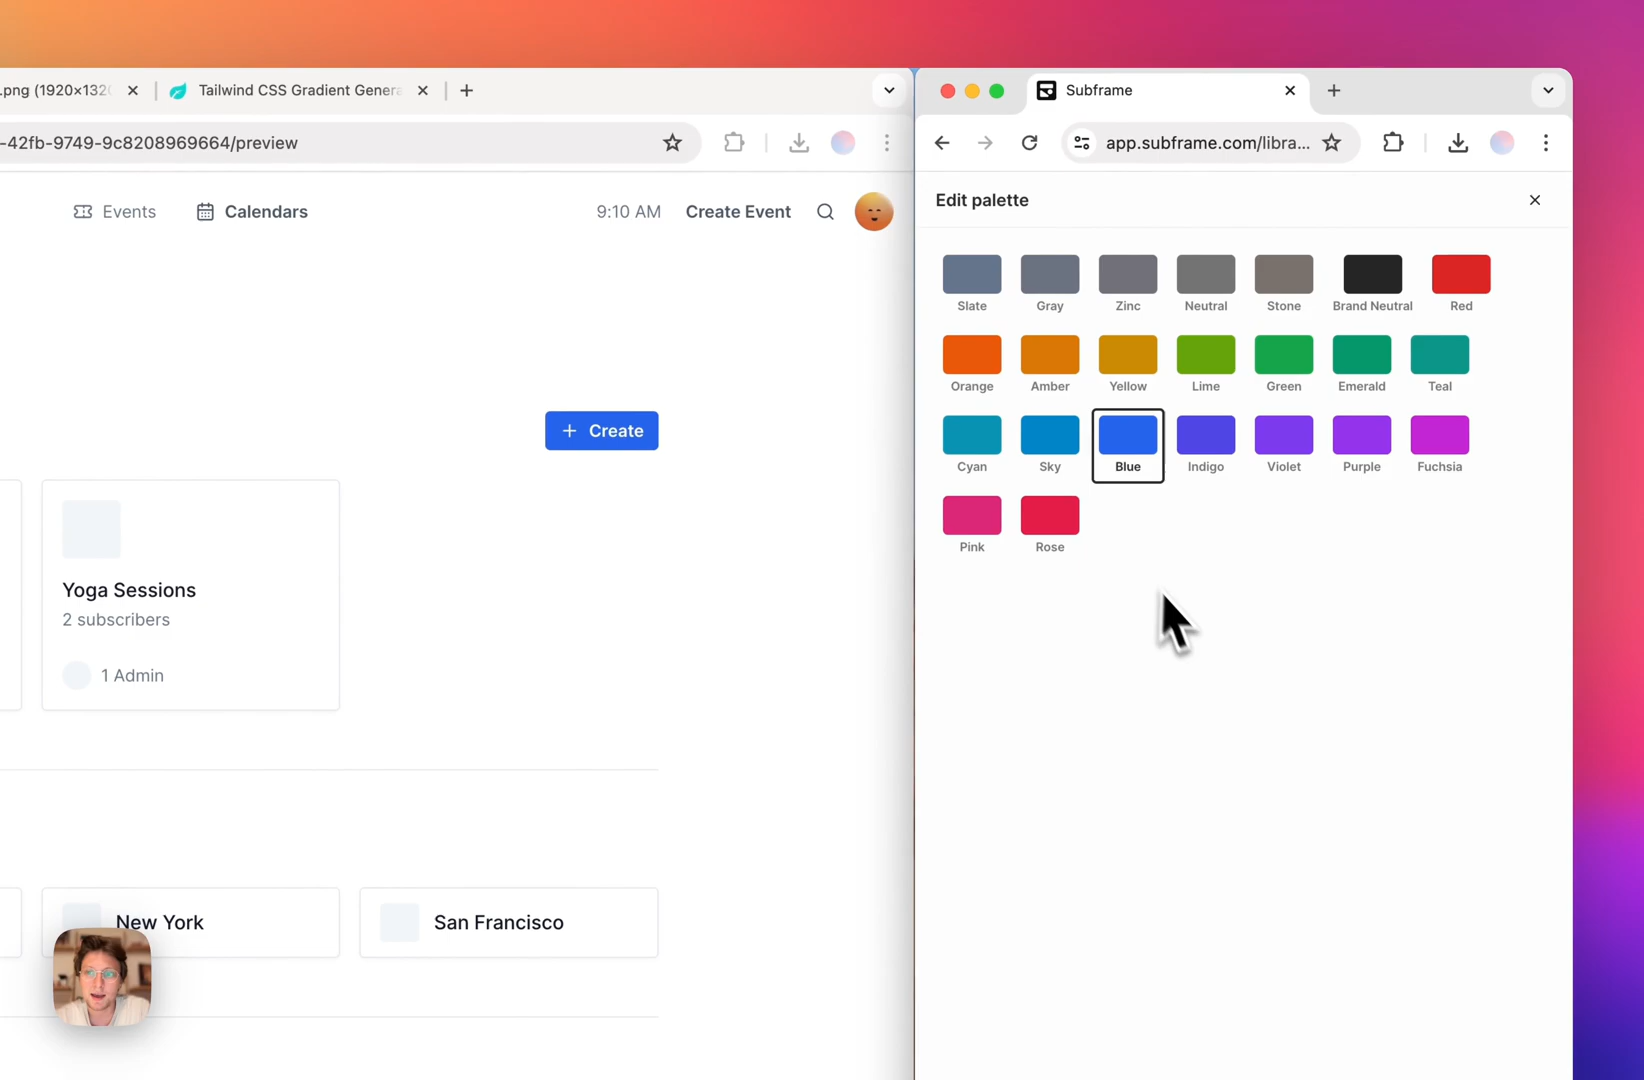 .png (1920×132
Tailwind CSS Gradient Genera
-42fb-9749-9c8208969664/preview
Events
Calendars
9:10 AM
Create Event
+ Create
Yoga Sessions
2 subscribers
1 Admin
New York
San Francisco
Subframe
app.subframe.com/libra...
Edit palette
Slate
Gray
Zinc
Neutral
Stone
Brand Neutral
Red
Orange
Amber
Yellow
Lime
Green
Emerald
Teal
Cyan
Sky
Blue
Indigo
Violet
Purple
Fuchsia
Pink
Rose